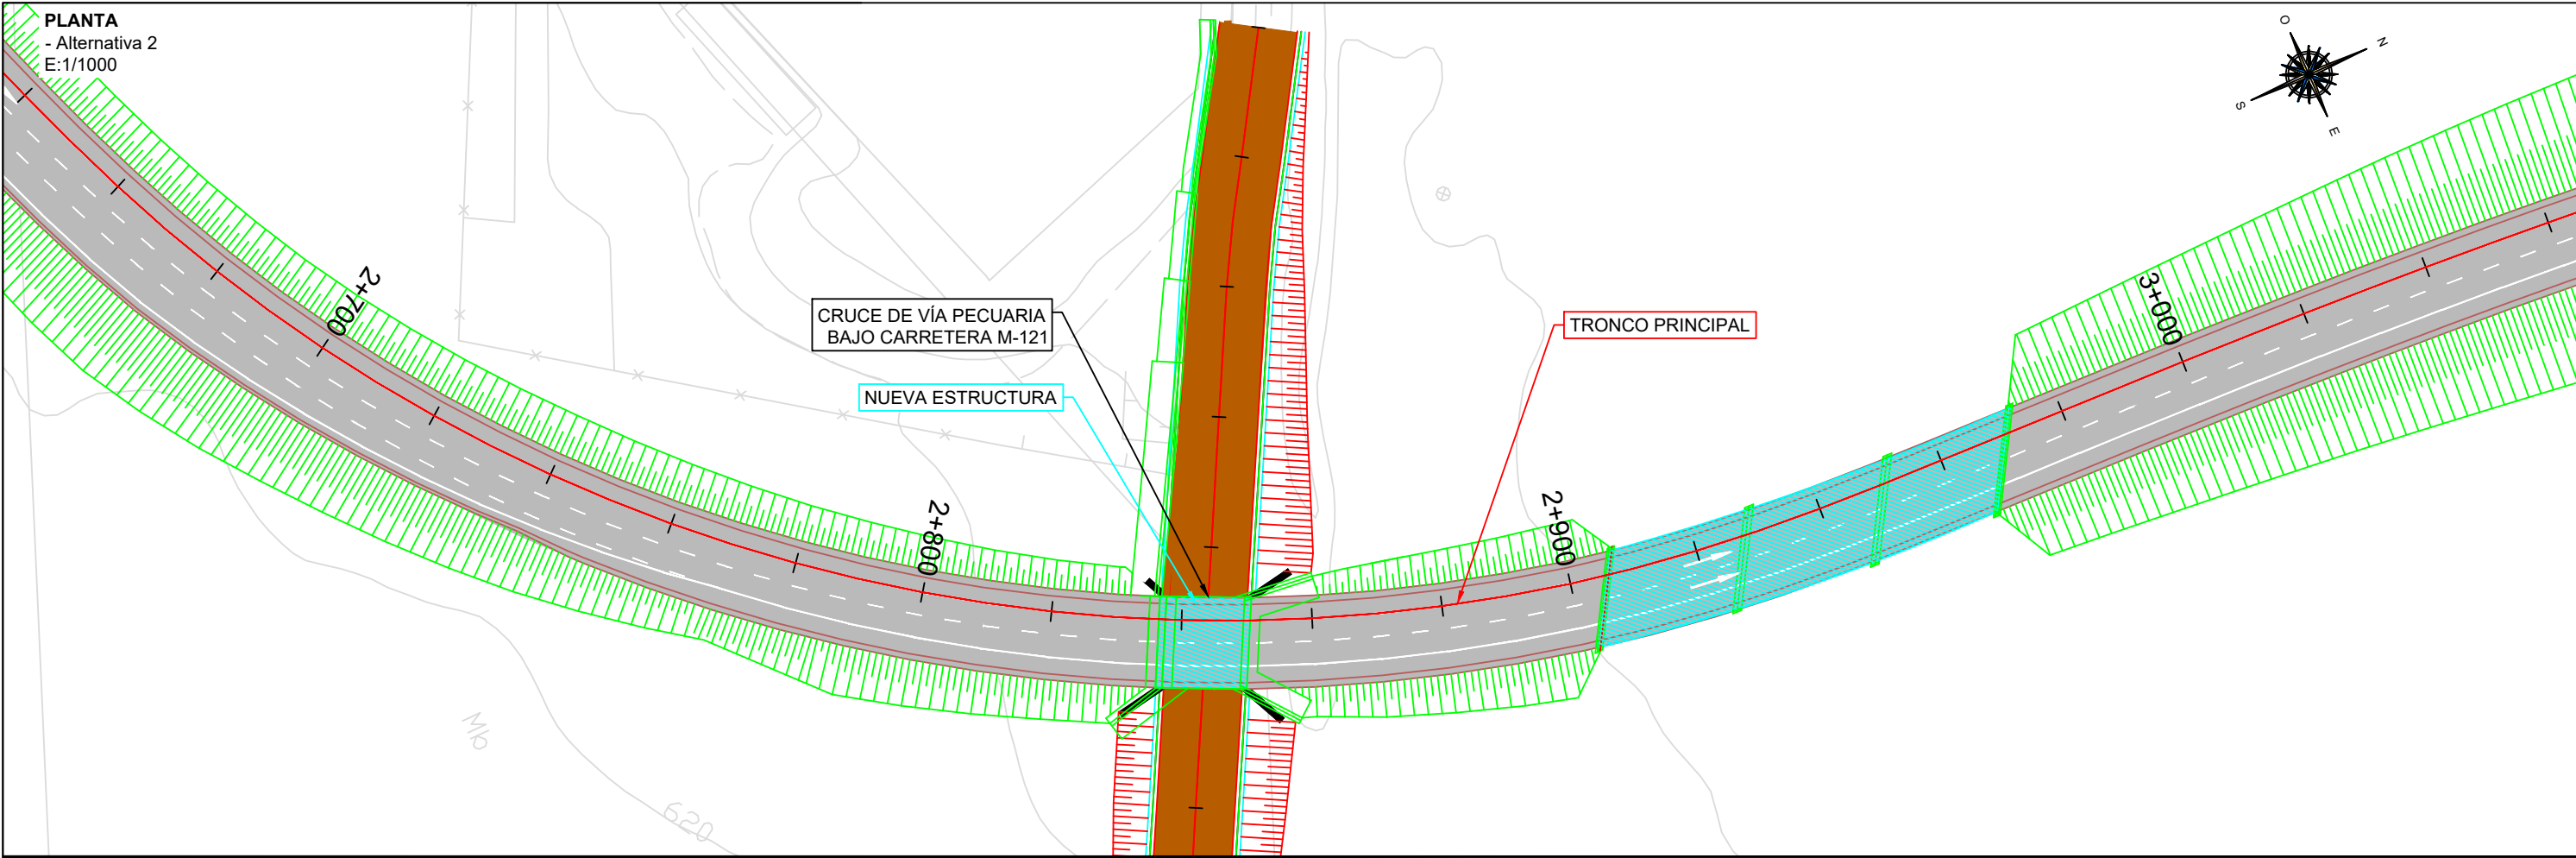 PLANTA
- Alternativa 2
E:1/1000
O
N
S
E
2+700
CRUCE DE VÍA PECUARIA
BAJO CARRETERA M-121
NUEVA ESTRUCTURA
TRONCO PRINCIPAL
2+800
2+900
3+000
620